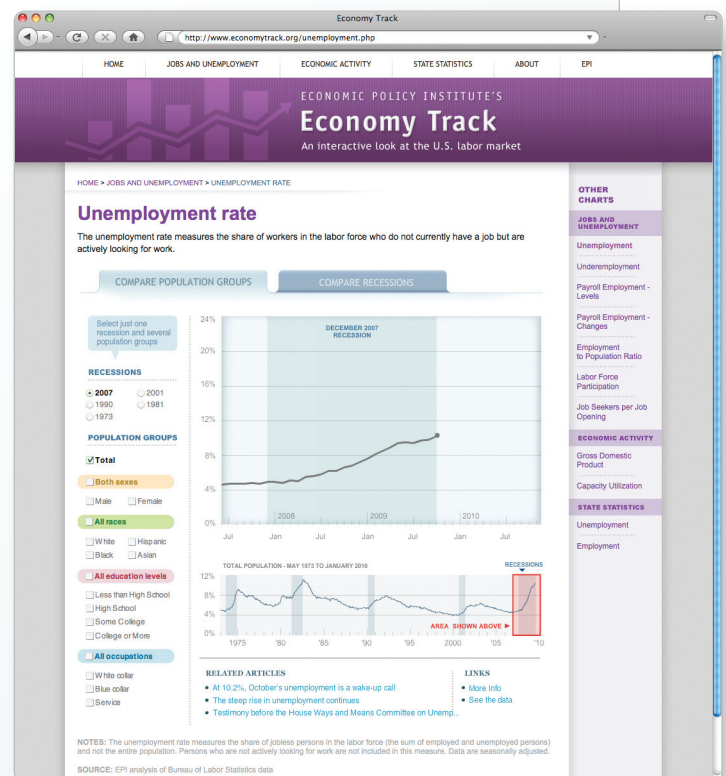 Economy Track
http://www.economytrack.org/unemployment.php
HOME JOBS AND UNEMPLOYMENT ECONOMIC ACTIVITY STATE STATISTICS ABOUT EPI
ECONOMIC POLICY INSTITUTE'S
Economy Track
An interactive look at the U.S. labor market
HOME > JOBS AND UNEMPLOYMENT > UNEMPLOYMENT RATE
Unemployment rate
The unemployment rate measures the share of workers in the labor force who do not currently have a job but are
actively looking for work.
COMPARE POPULATION GROUPS
COMPARE RECESSIONS
Select just one
recession and several
population groups
RECESSIONS
2007 2001
1990 1981
1973
POPULATION GROUPS
Total
Both sexes
Male Female
All races
White Hispanic
Black Asian
All education levels
Less than High School
High School
Some College
College or More
All occupations
White collar
Blue collar
Service
24%
20%
16%
12%
8%
4%
0%
DECEMBER 2007
RECESSION
2008 2009 2010
Jul Jan Jul Jan Jul Jan Jul
TOTAL POPULATION - MAY 1973 TO JANUARY 2010
RECESSIONS
12%
8%
4%
0%
AREA SHOWN ABOVE
1975 '80 '85 '90 '95 2000 '05 '10
RELATED ARTICLES
At 10.2%, October's unemployment is a wake-up call
The steep rise in unemployment continues
Testimony before the House Ways and Means Committee on Unemp...
LINKS
More Info
See the data
NOTES: The unemployment rate measures the share of jobless persons in the labor force (the sum of employed and unemployed persons)
and not the entire population. Persons who are not actively looking for work are not included in this measure. Data are seasonally adjusted.
SOURCE: EPI analysis of Bureau of Labor Statistics data
OTHER
CHARTS
JOBS AND
UNEMPLOYMENT
Unemployment
Underemployment
Payroll Employment -
Levels
Payroll Employment -
Changes
Employment
to Population Ratio
Labor Force
Participation
Job Seekers per Job
Opening
ECONOMIC ACTIVITY
Gross Domestic
Product
Capacity Utilization
STATE STATISTICS
Unemployment
Employment